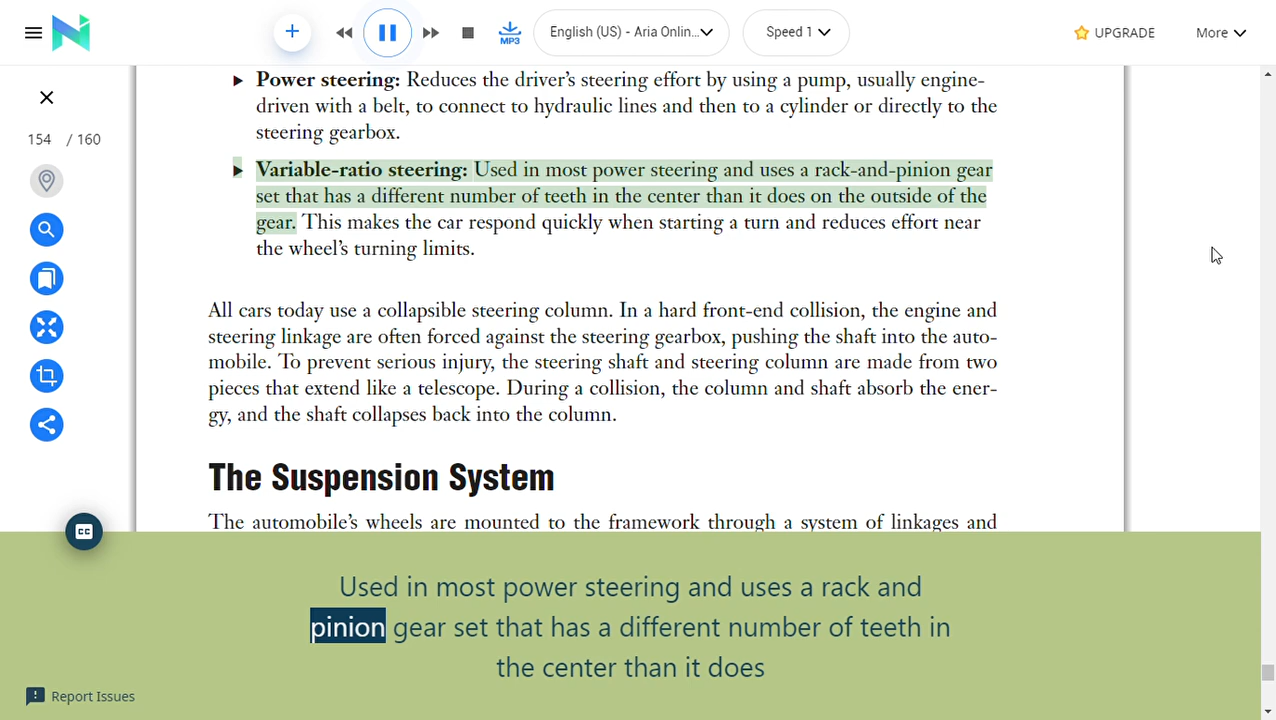 +
MP3
English (US) - Aria Onlin...
Speed 1
UPGRADE
More
154 / 160
▶ Power steering: Reduces the driver’s steering effort by using a pump, usually engine-
driven with a belt, to connect to hydraulic lines and then to a cylinder or directly to the
steering gearbox.
▶ Variable-ratio steering: Used in most power steering and uses a rack-and-pinion gear
set that has a different number of teeth in the center than it does on the outside of the
gear. This makes the car respond quickly when starting a turn and reduces effort near
the wheel’s turning limits.
All cars today use a collapsible steering column. In a hard front-end collision, the engine and
steering linkage are often forced against the steering gearbox, pushing the shaft into the auto-
mobile. To prevent serious injury, the steering shaft and steering column are made from two
pieces that extend like a telescope. During a collision, the column and shaft absorb the ener-
gy, and the shaft collapses back into the column.
The Suspension System
The automobile’s wheels are mounted to the framework through a system of linkages and
CC
Used in most power steering and uses a rack and
pinion gear set that has a different number of teeth in
the center than it does
Report Issues